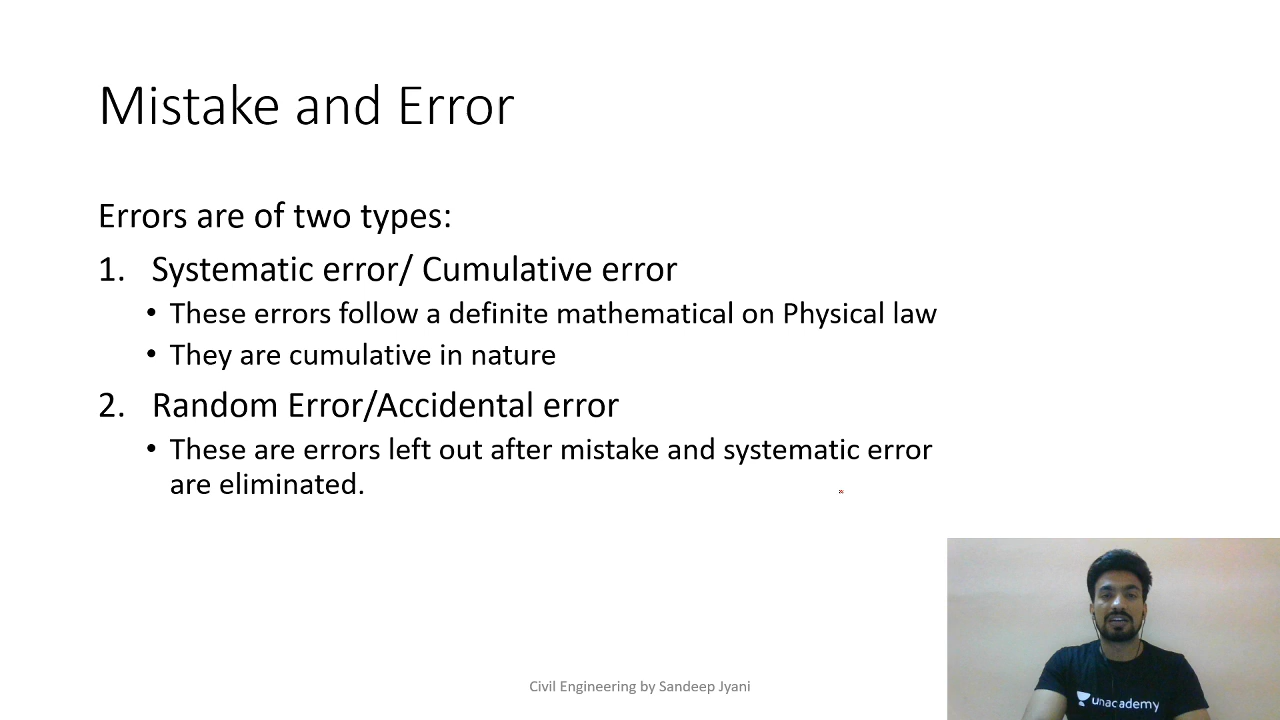 Mistake and Error
Errors are of two types:
1. Systematic error/ Cumulative error
• These errors follow a definite mathematical on Physical law
• They are cumulative in nature
2. Random Error/Accidental error
• These are errors left out after mistake and systematic error
are eliminated.
unacademy
Civil Engineering by Sandeep Jyani